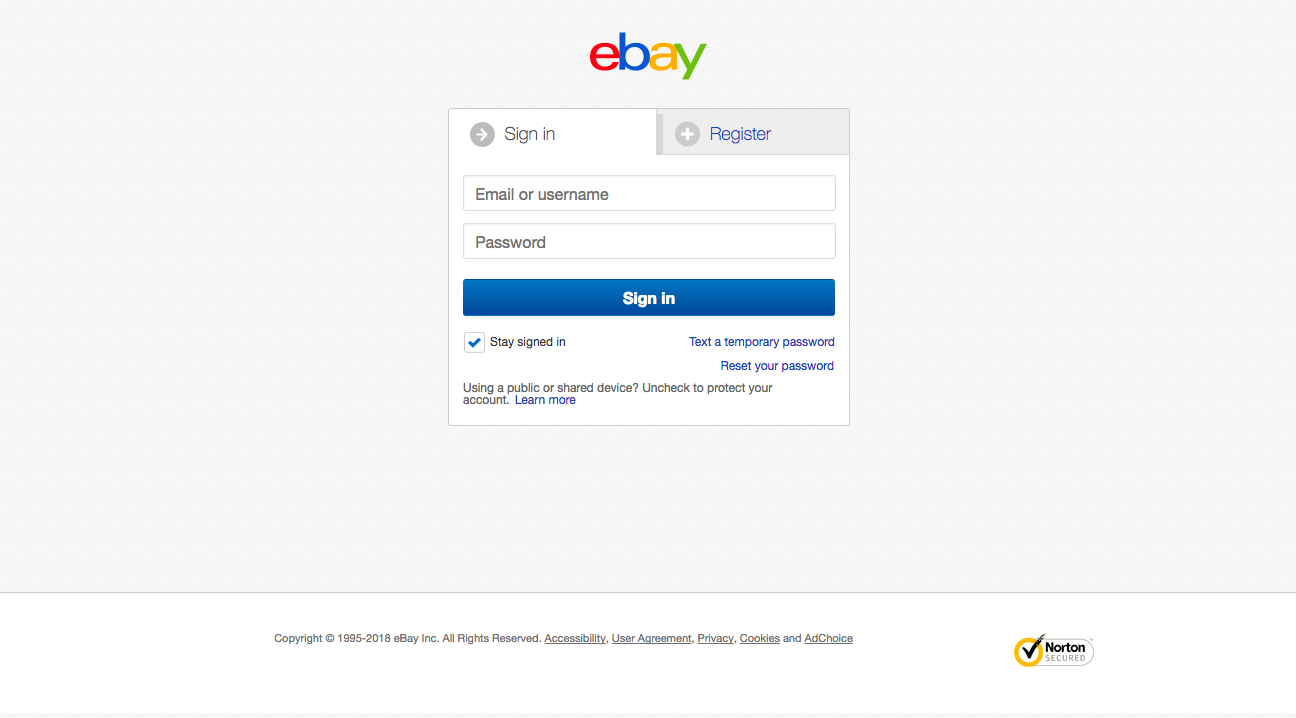 ebay
Sign in
Register
Email or username
Password
Sign in
Stay signed in
Text a temporary password
Reset your password
Using a public or shared device? Uncheck to protect your
account. Learn more
Copyright © 1995-2018 eBay Inc. All Rights Reserved. Accessibility, User Agreement, Privacy, Cookies and AdChoice
Norton
SECURED